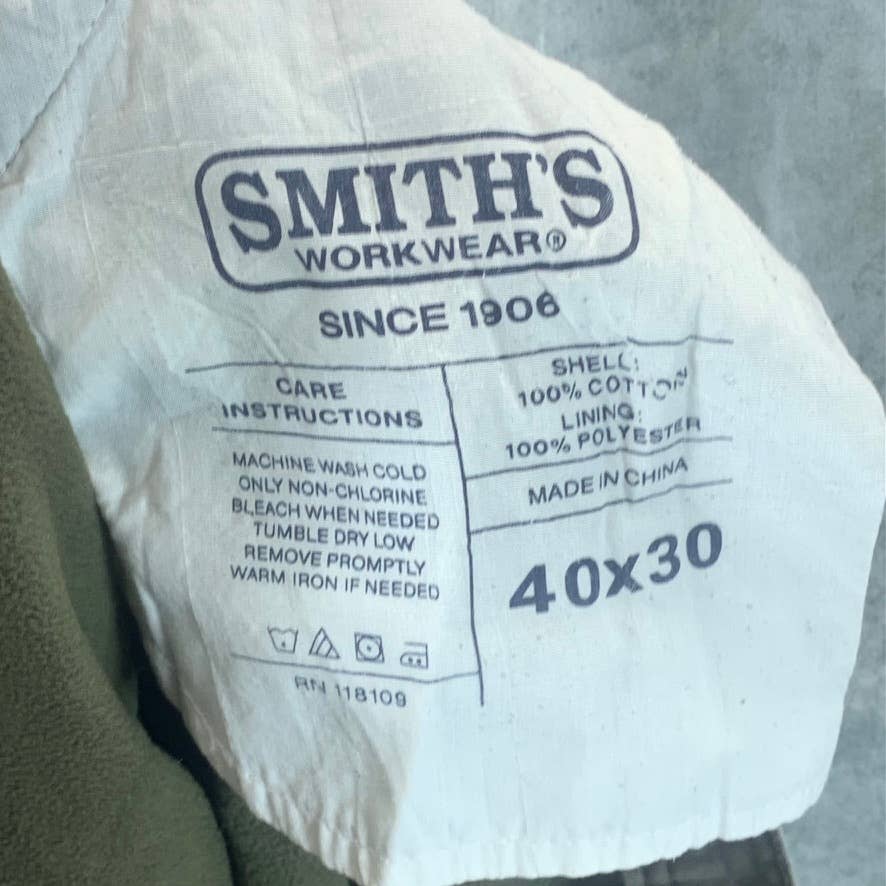 SMITH'S
WORKWEAR®
SINCE 1906
CARE
INSTRUCTIONS
MACHINE WASH COLD
ONLY NON-CHLORINE
BLEACH WHEN NEEDED
TUMBLE DRY LOW
REMOVE PROMPTLY
WARM IRON IF NEEDED
RN 118109
SHELL:
100% COTTON
LINING:
100% POLYESTER
MADE IN CHINA
40x30